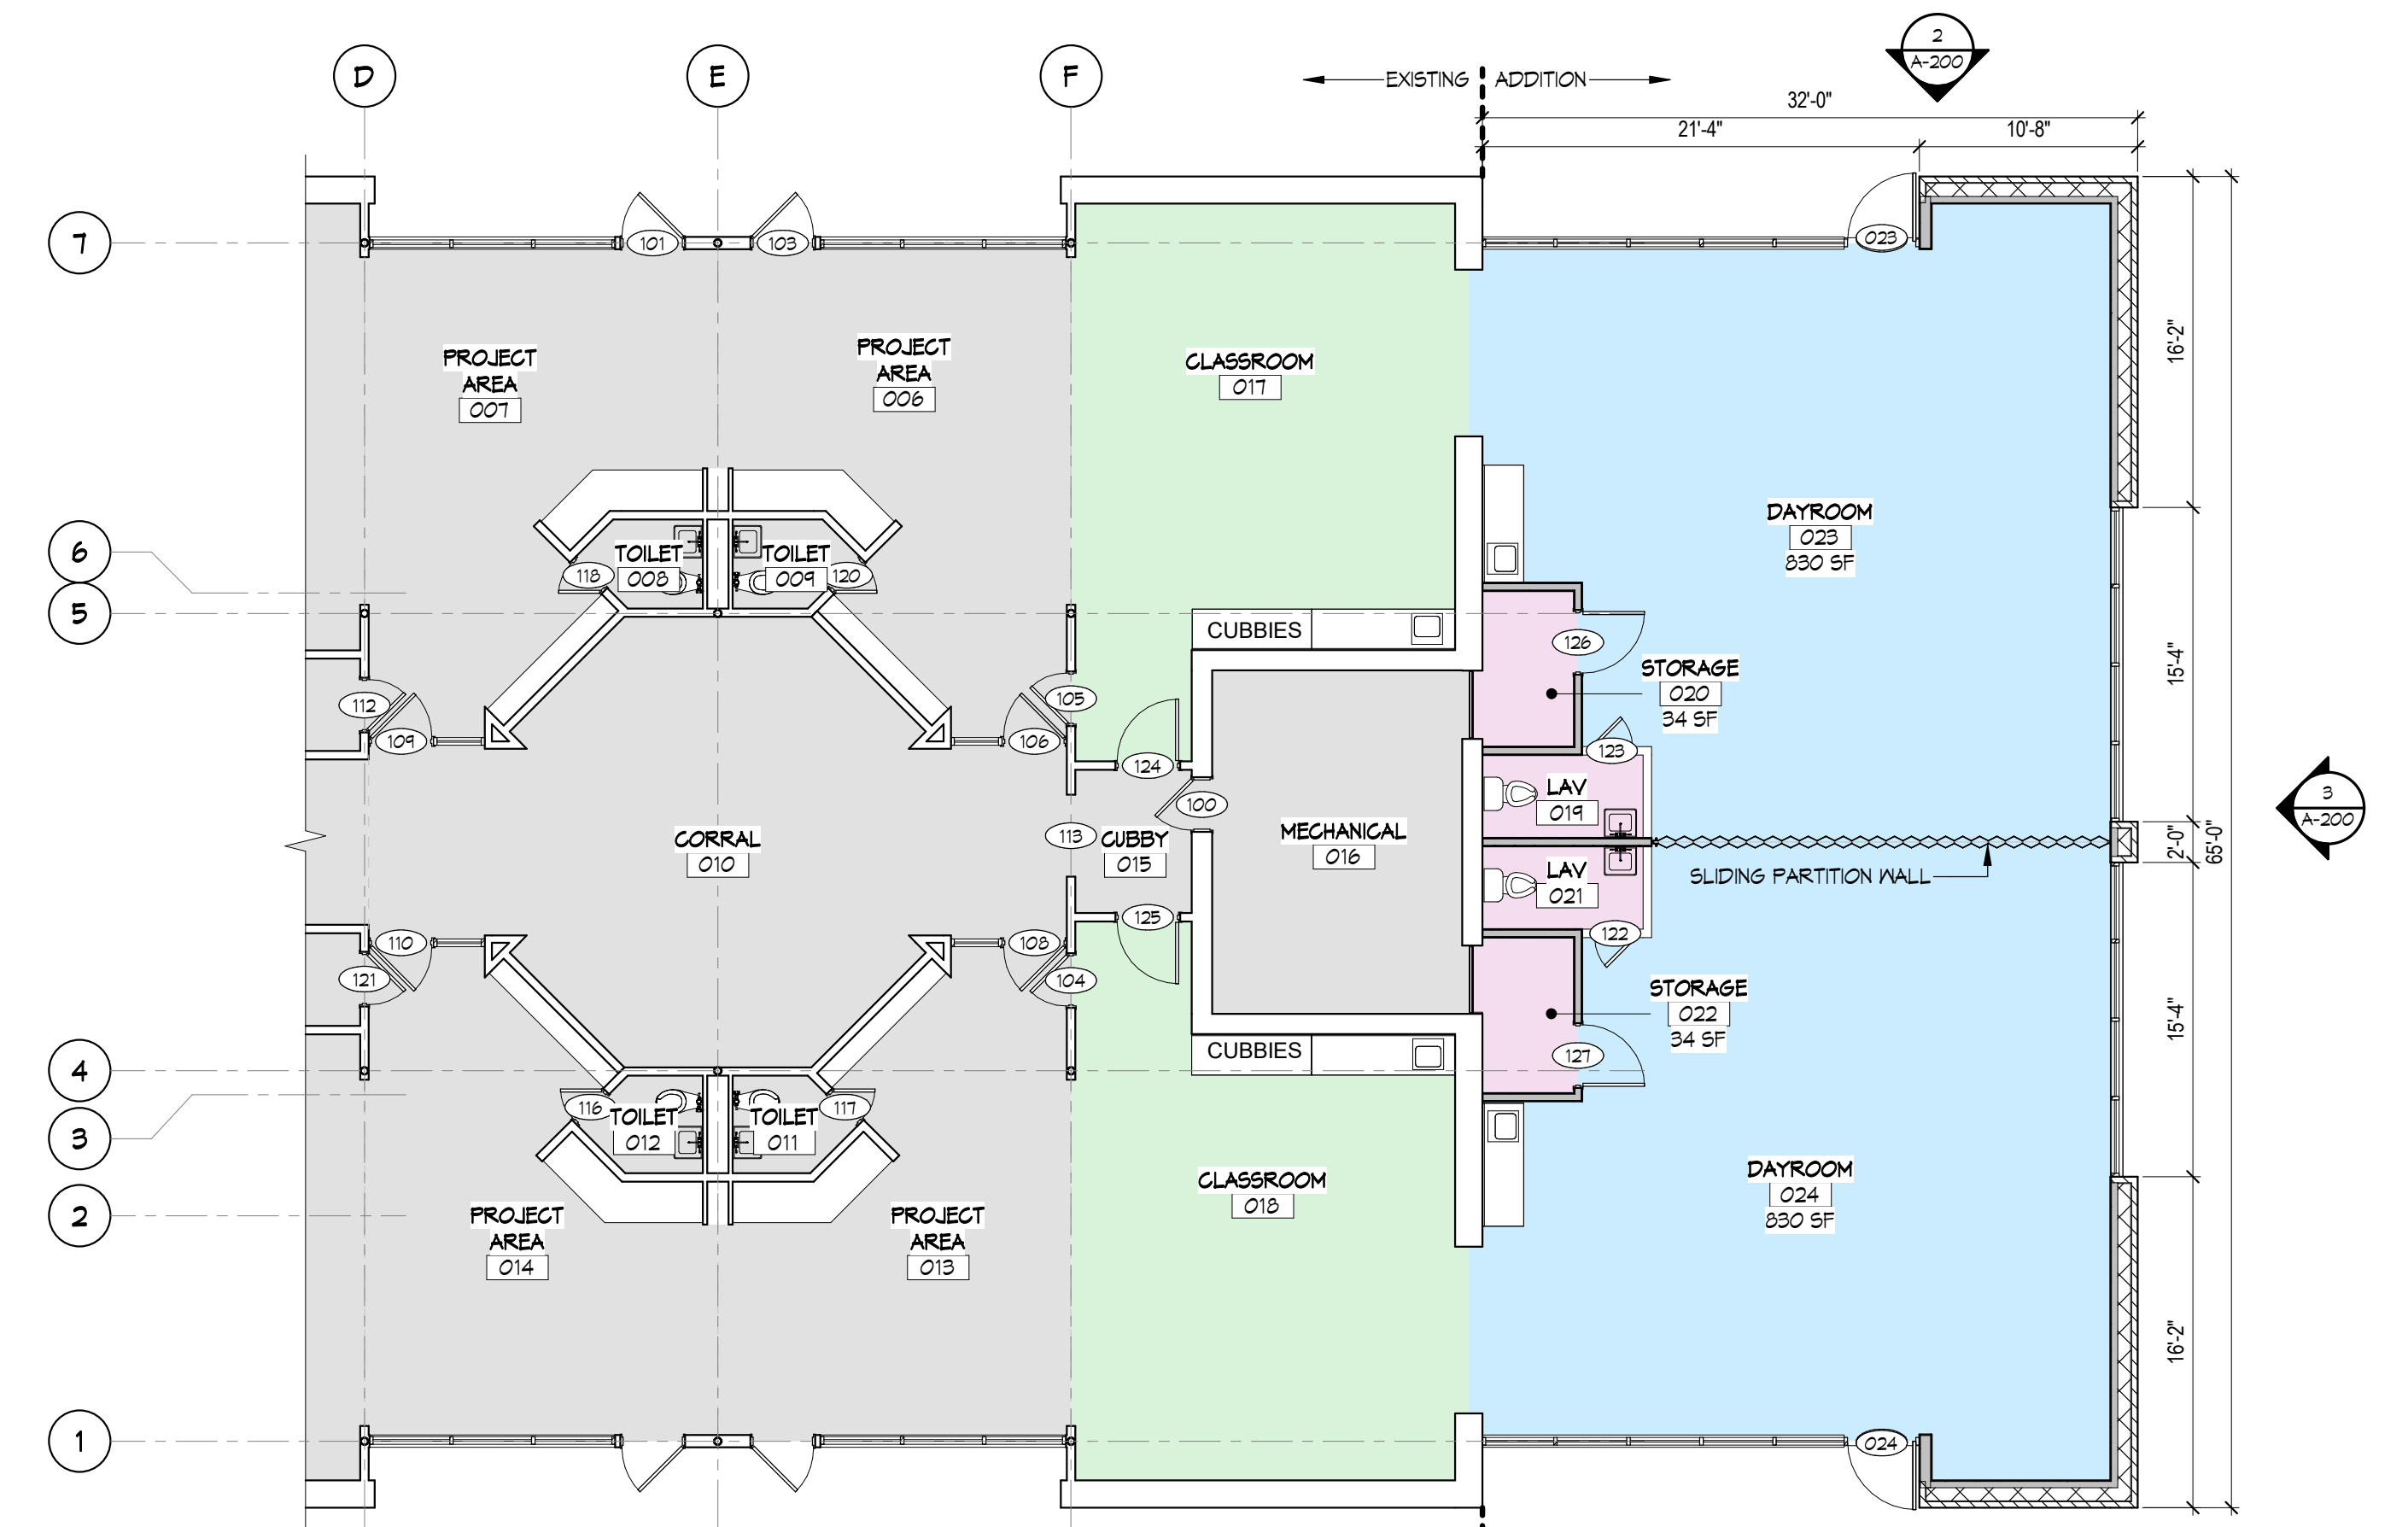 2
A-200
D
E
F
EXISTING
ADDITION
32'-0"
21'-4"
10'-8"
7
101
103
023
16'-2"
PROJECT
AREA
007
PROJECT
AREA
006
CLASSROOM
017
DAYROOM
023
830 SF
6
TOILET
008
118
TOILET
009
120
5
CUBBIES
126
STORAGE
020
34 SF
15'-4"
112
109
106
105
124
123
100
LAV
019
3
A-200
CORRAL
010
113
CUBBY
015
MECHANICAL
016
2'-0"
65'-0"
SLIDING PARTITION WALL
LAV
021
125
122
110
121
108
104
STORAGE
022
34 SF
15'-4"
4
CUBBIES
127
3
116
TOILET
012
TOILET
011
117
2
PROJECT
AREA
014
PROJECT
AREA
013
CLASSROOM
018
DAYROOM
024
830 SF
16'-2"
1
024